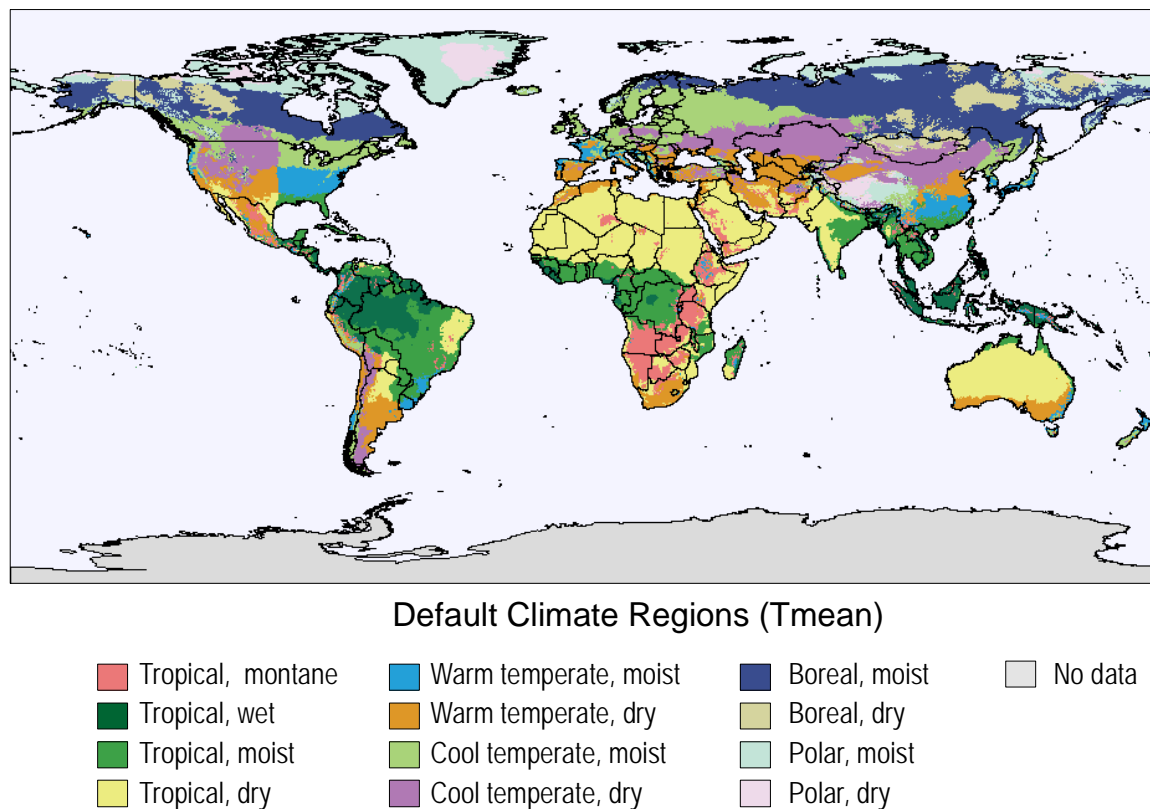 Default Climate Regions (Tmean)
Tropical, montane
Tropical, wet
Tropical, moist
Tropical, dry
Warm temperate, moist
Warm temperate, dry
Cool temperate, moist
Cool temperate, dry
Boreal, moist
Boreal, dry
Polar, moist
Polar, dry
No data